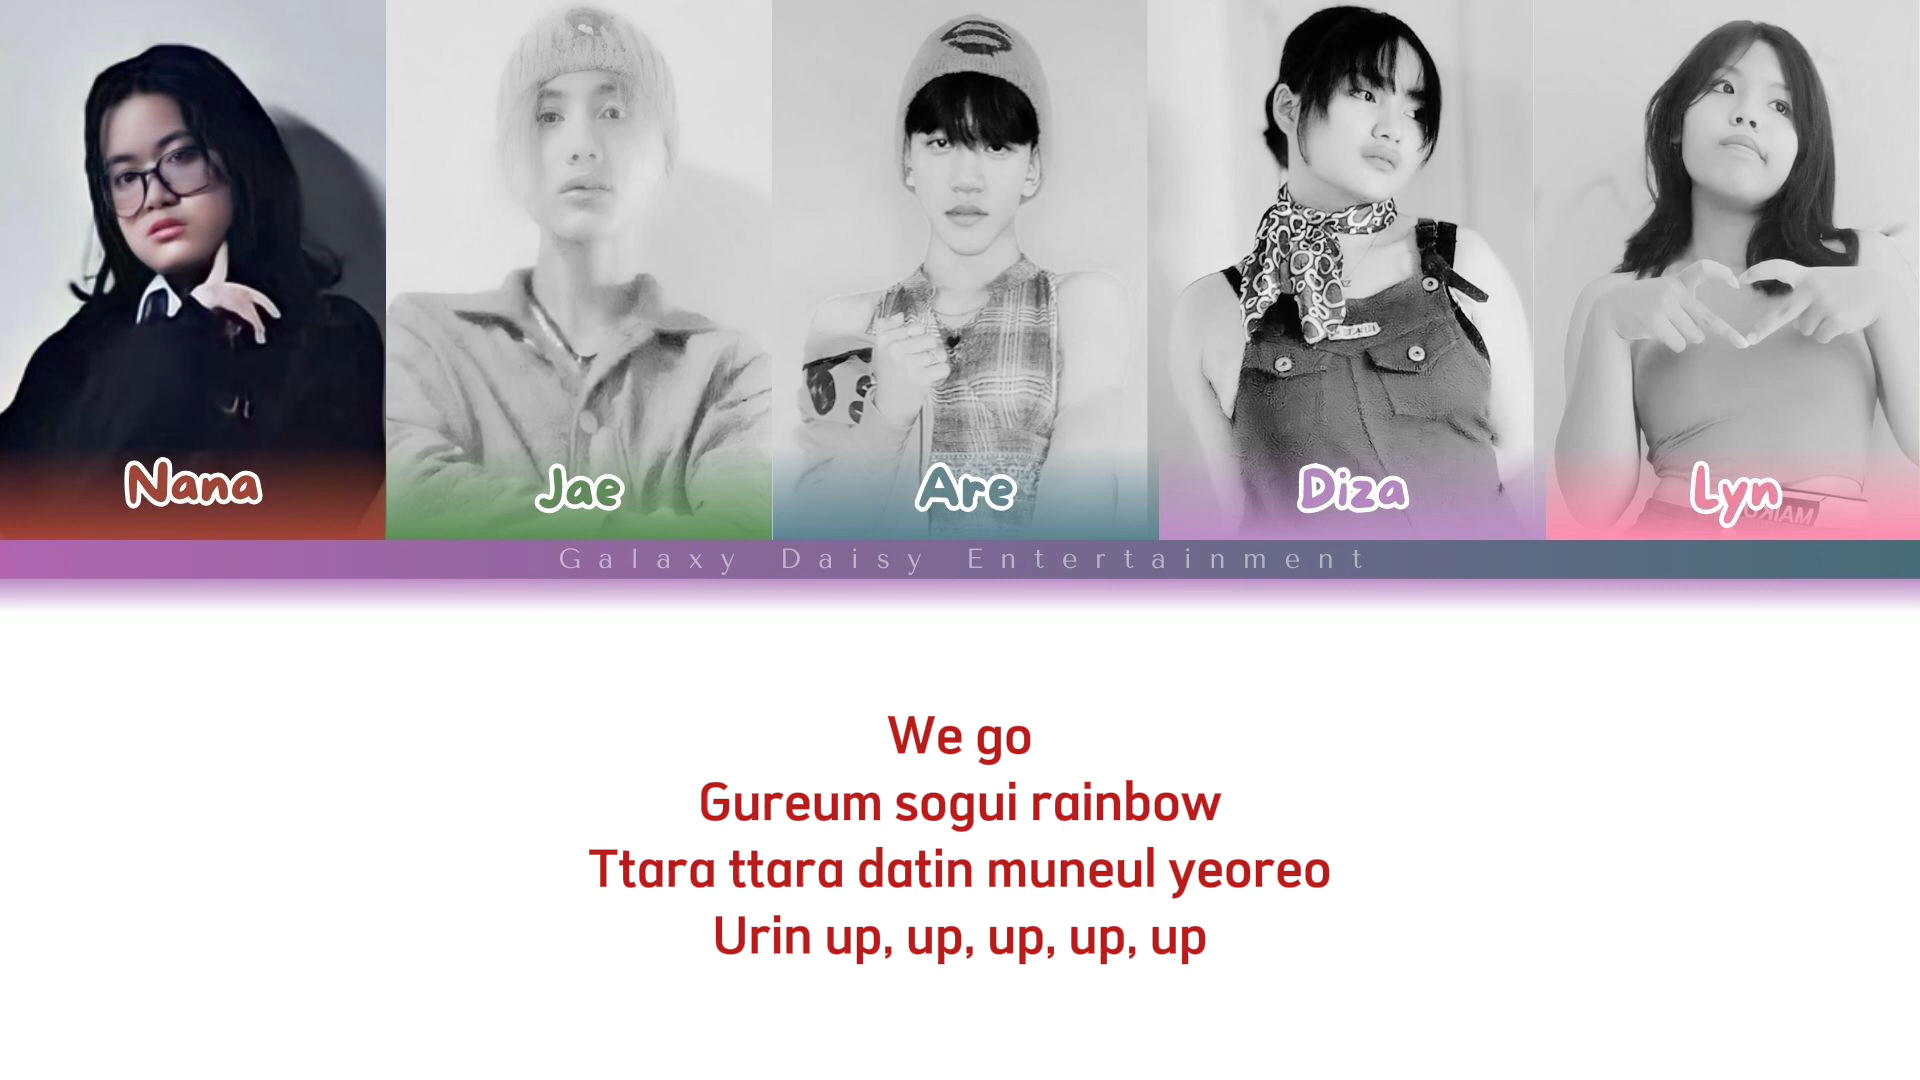 Nana
Jae
Are
Diza
Lyn
Galaxy Daisy Entertainment
We go
Gureum sogui rainbow
Ttara ttara datin muneul yeoreo
Urin up, up, up, up, up